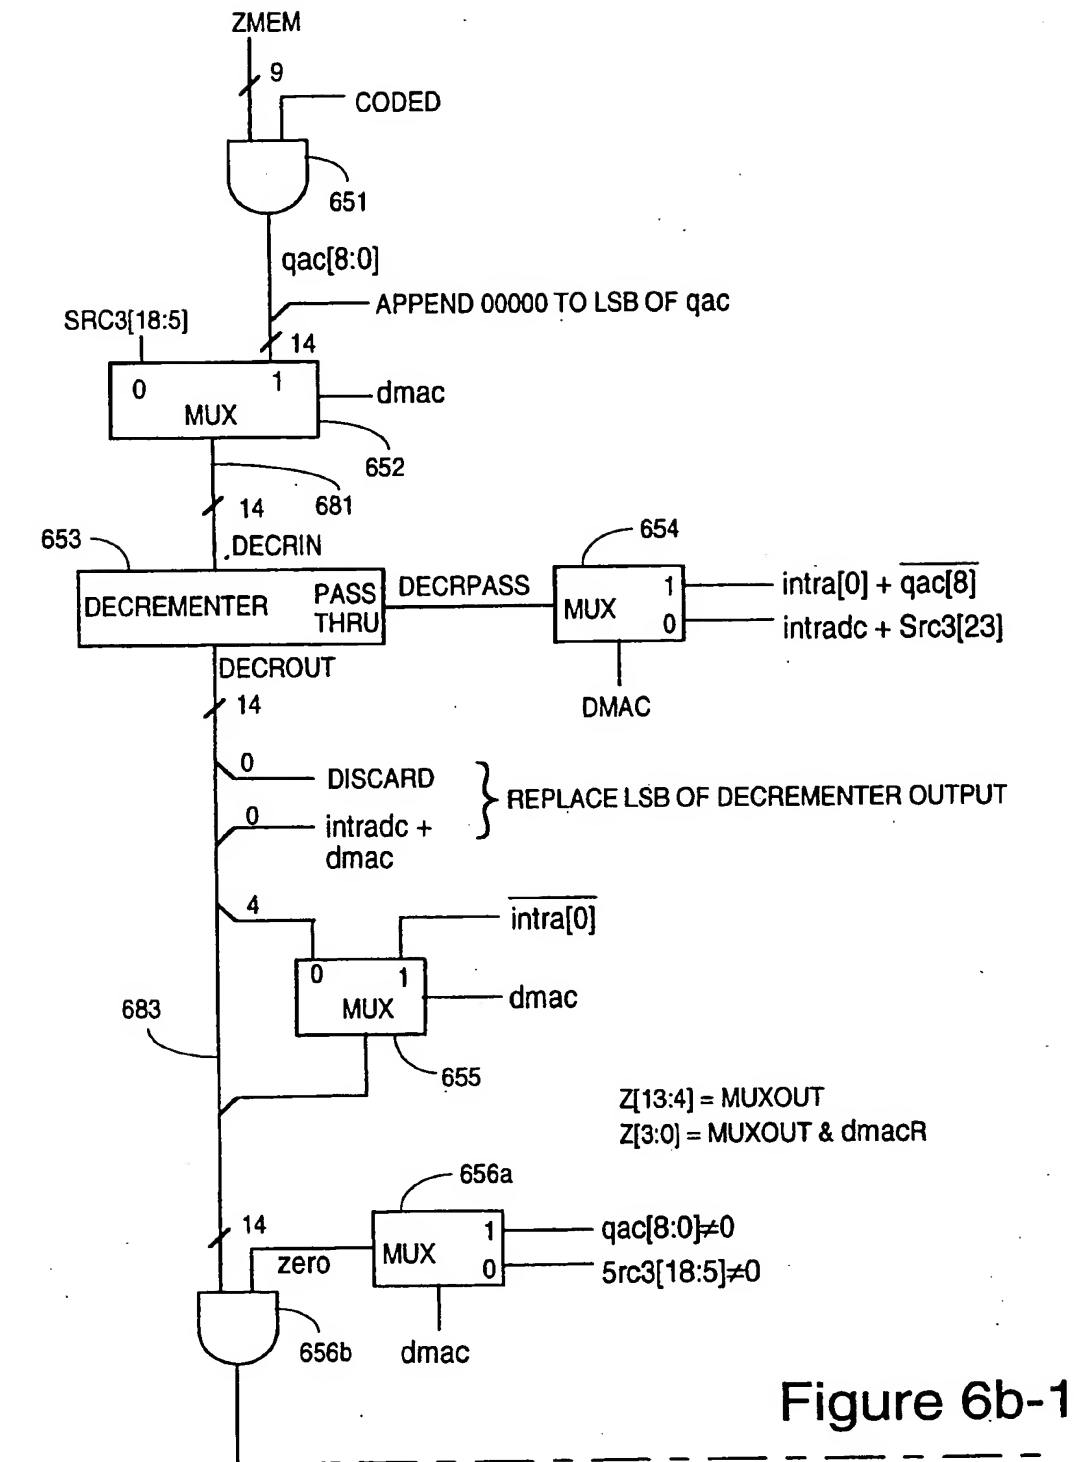 ZMEM
9
CODED
651
qac[8:0]
APPEND 00000 TO LSB OF qac
SRC3[18:5]
14
0
1
dmac
MUX
652
681
14
653
.DECRIN
654
DECREMENTER
PASS
THRU
DECRPASS
MUX
1
0
intra[0] + q̅a̅c̅[̅8̅]̅
intradc + Src3[23]
DECROUT
DMAC
14
0
DISCARD
REPLACE LSB OF DECREMENTER OUTPUT
0
intradc +
dmac
4
i̅n̅t̅r̅a̅[̅0̅]̅
0
1
MUX
dmac
683
655
Z[13:4] = MUXOUT
Z[3:0] = MUXOUT & dmacR
656a
14
zero
MUX
1
0
qac[8:0]≠0
5rc3[18:5]≠0
656b
dmac
Figure 6b-1